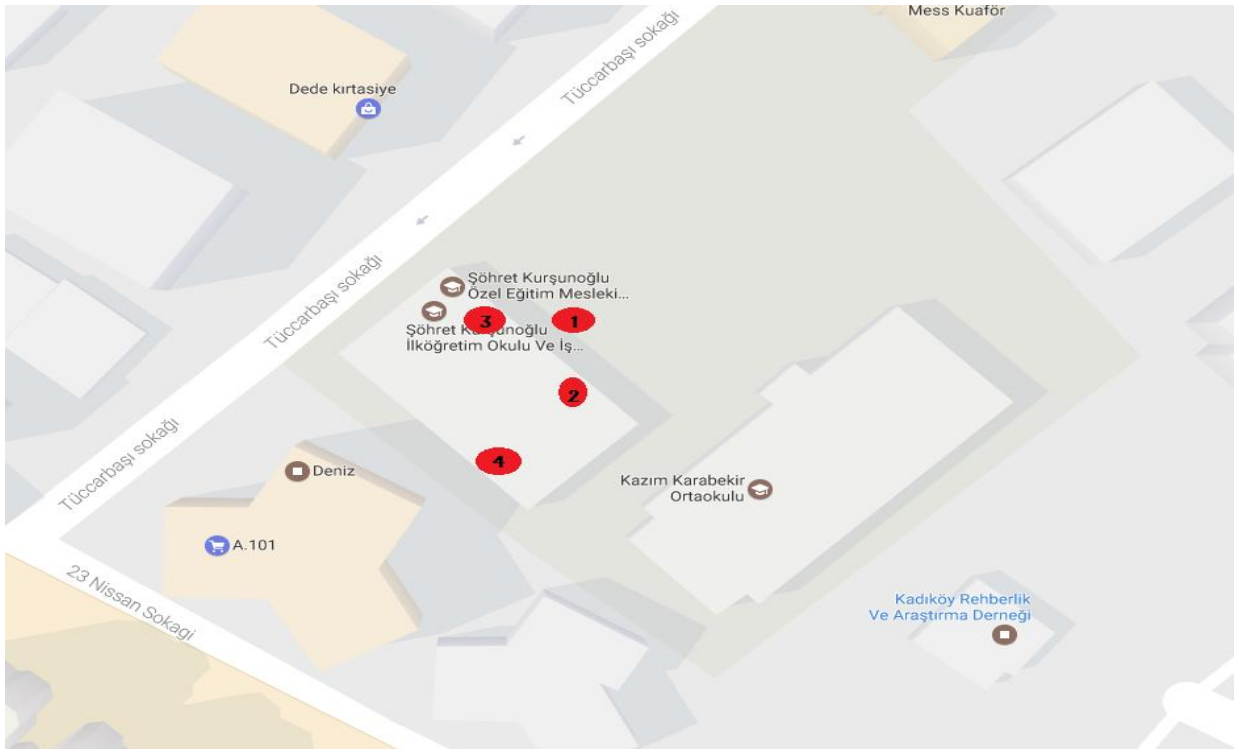 Mess Kuaför
Tüccarbaşı sokağı
Dede kırtasiye
Tüccarbaşı sokağı
Şöhret Kurşunoğlu
Özel Eğitim Mesleki...
3
1
Şöhret Kurşunoğlu
İlköğretim Okulu Ve İş...
2
Tüccarbaşı sokağı
4
Deniz
Kazım Karabekir
Ortaokulu
A.101
23 Nissan Sokagi
Kadıköy Rehberlik
Ve Araştırma Derneği